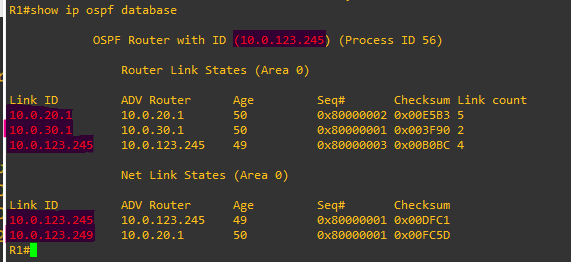 R1#show ip ospf database
OSPF Router with ID (10.0.123.245) (Process ID 56)
Router Link States (Area 0)
Link ID ADV Router Age Seq# Checksum Link count
10.0.20.1 10.0.20.1 50 0x80000002 0x00E5B3 5
10.0.30.1 10.0.30.1 50 0x80000001 0x003F90 2
10.0.123.245 10.0.123.245 49 0x80000003 0x00B0BC 4
Net Link States (Area 0)
Link ID ADV Router Age Seq# Checksum
10.0.123.245 10.0.123.245 49 0x80000001 0x00DFC1
10.0.123.249 10.0.20.1 50 0x80000001 0x00FC5D
R1#